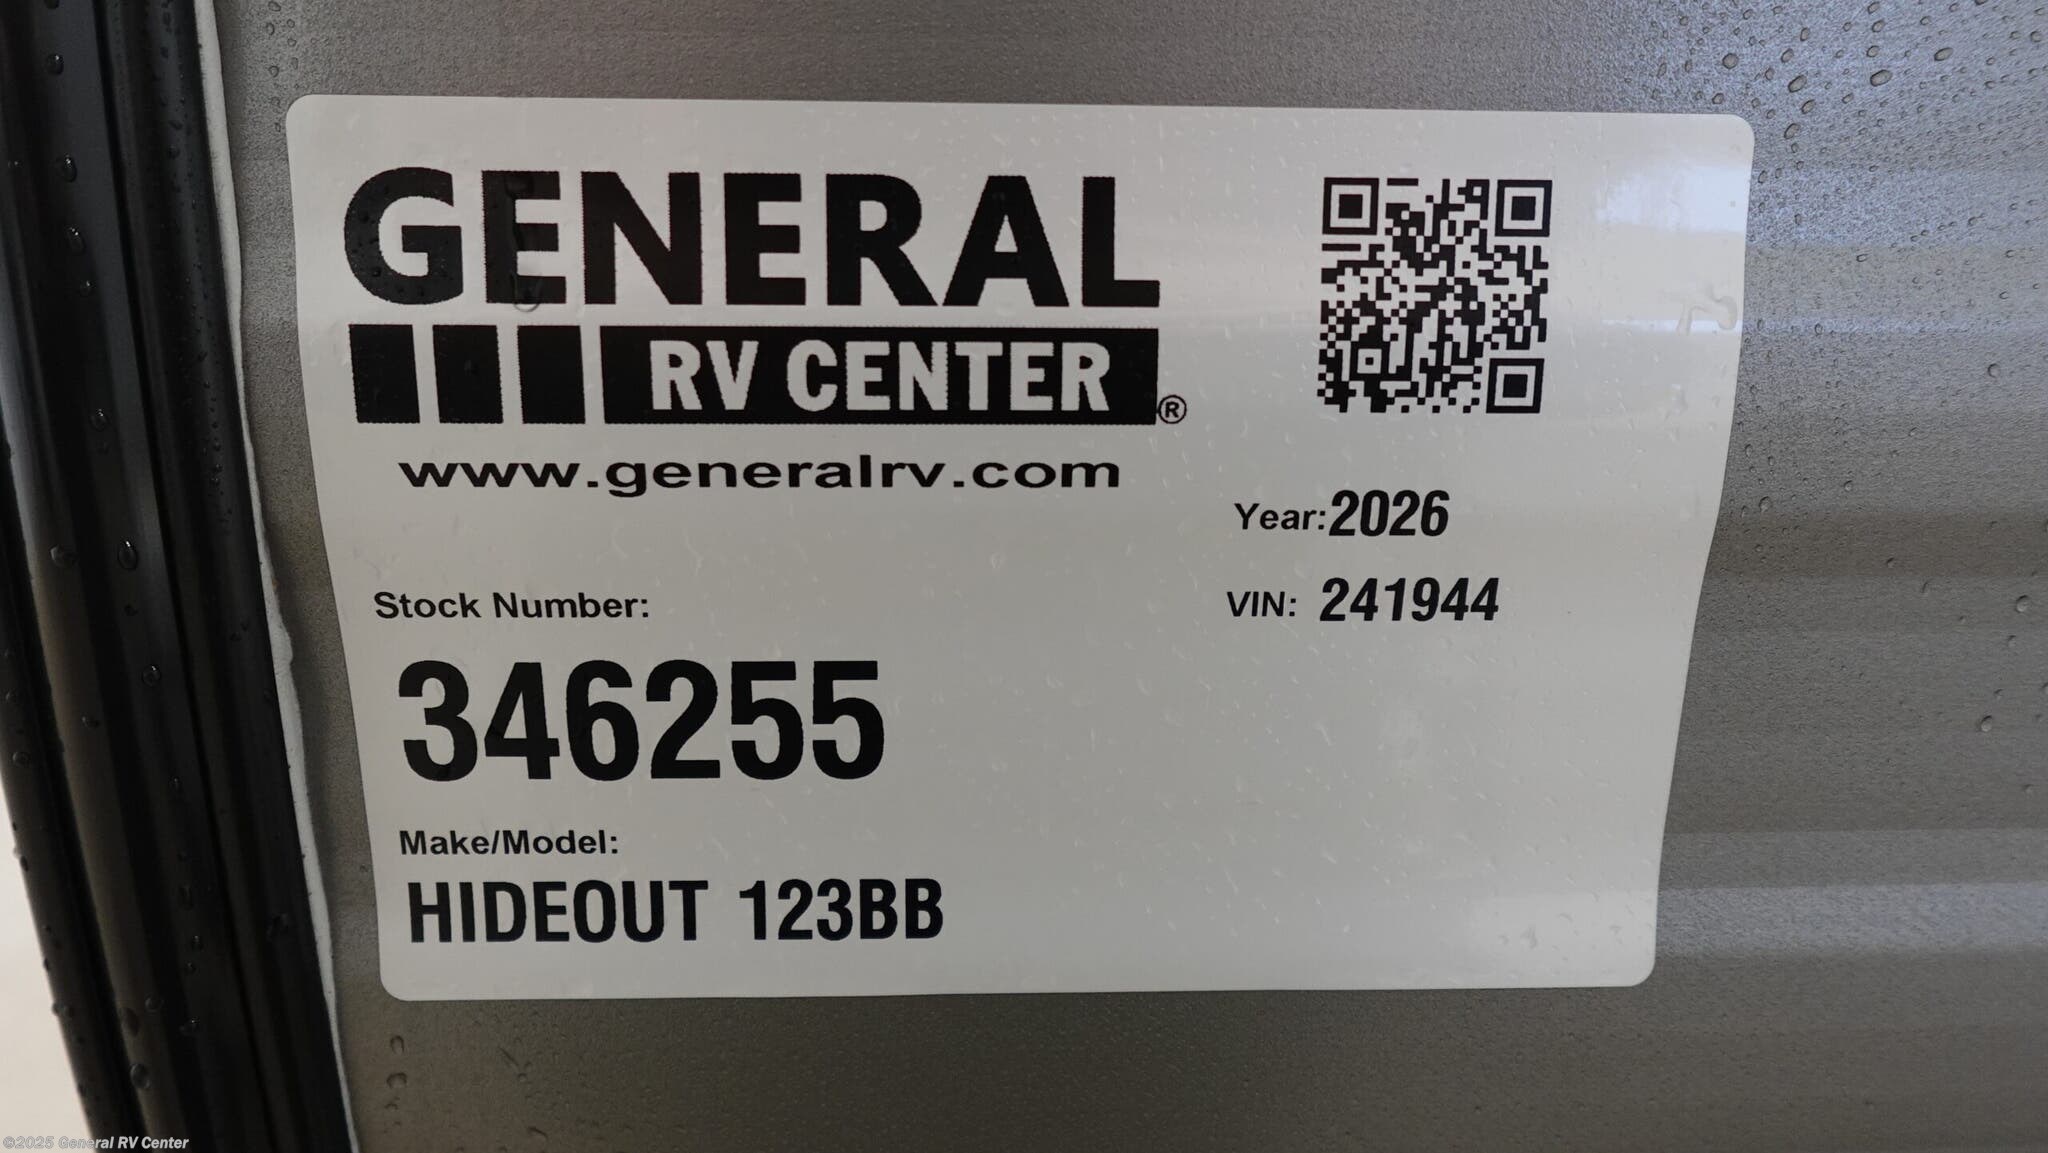 GENERAL
RV CENTER®
www.generalrv.com
Year: 2026
VIN: 241944
Stock Number:
346255
Make/Model:
HIDEOUT 123BB
©2025 General RV Center